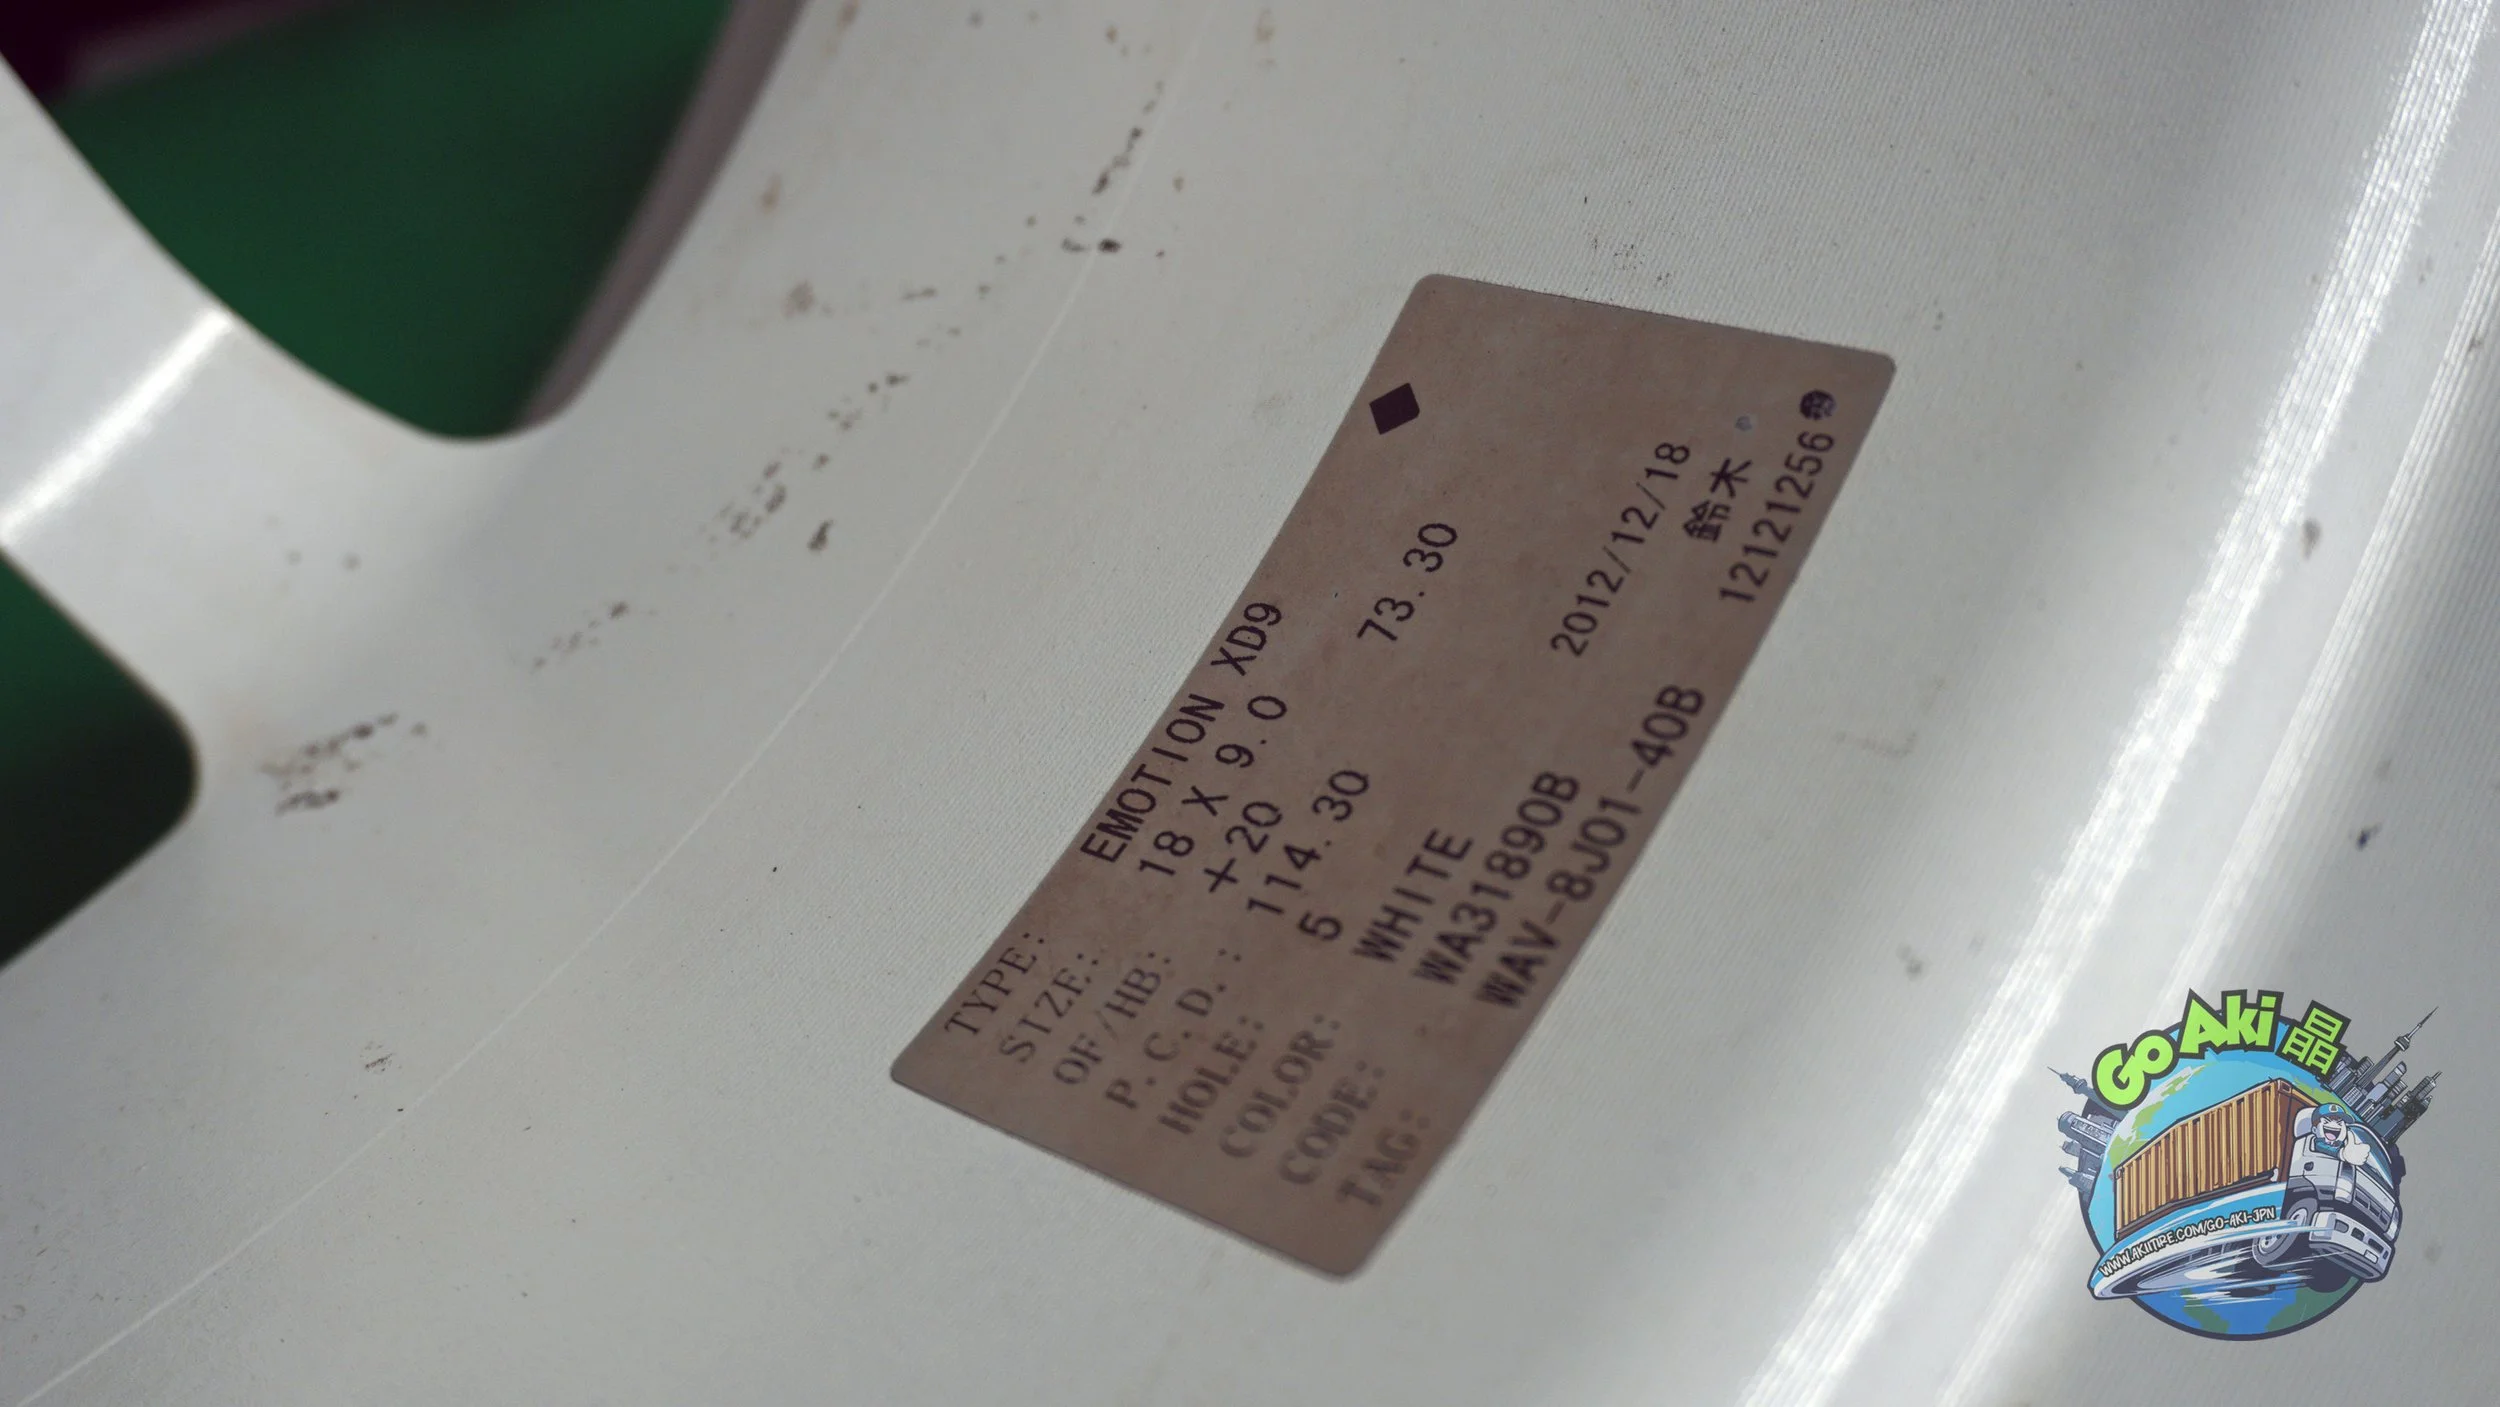 TYPE: EMOTION XD9
SIZE: 18 X 9.0
OF/HB: +20 73.30
P.C.D.: 114.30
HOLE: 5
COLOR: WHITE 2012/12/18
CODE: WA31890B 鈴木
TAG: WAV-8J01-40B 12121256
GO AKi 晶
WWW.AKIITIRE.COM/GO-AKI-JPN